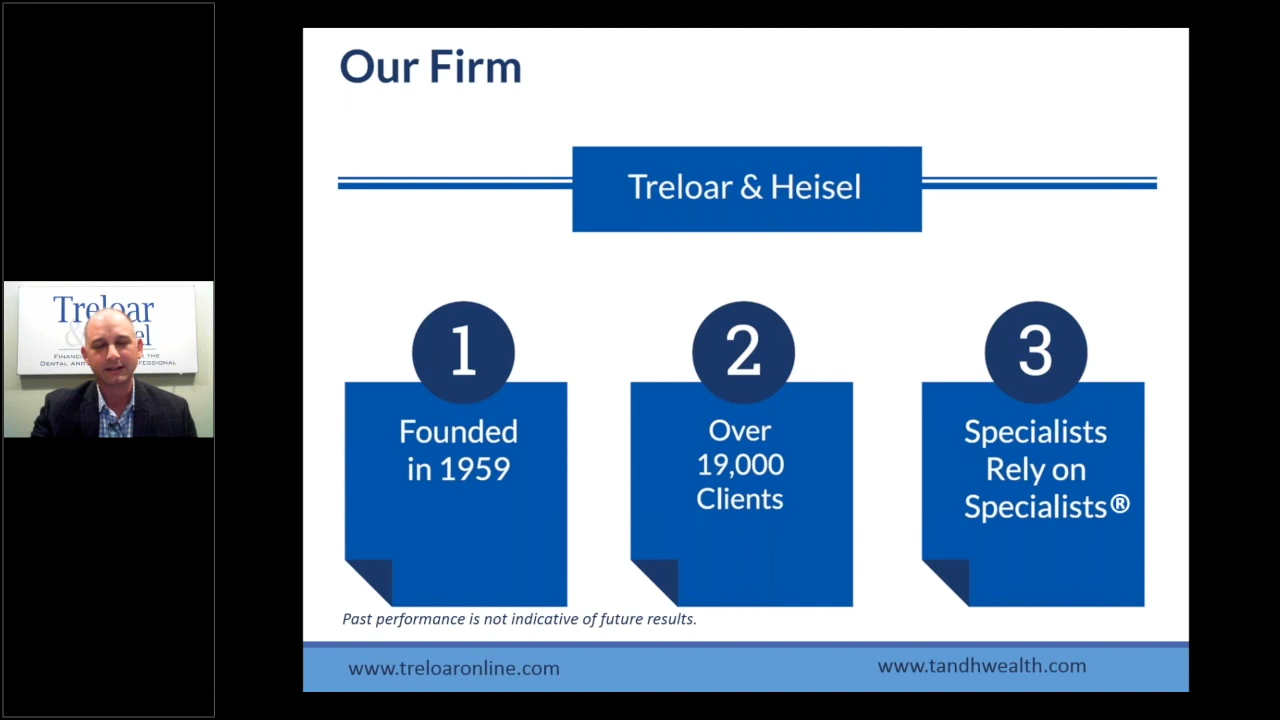 Our Firm
Treloar & Heisel
1
Founded
in 1959
2
Over
19,000
Clients
3
Specialists
Rely on
Specialists®
Past performance is not indicative of future results.
www.treloaronline.com
www.tandhwealth.com
Treloar
&